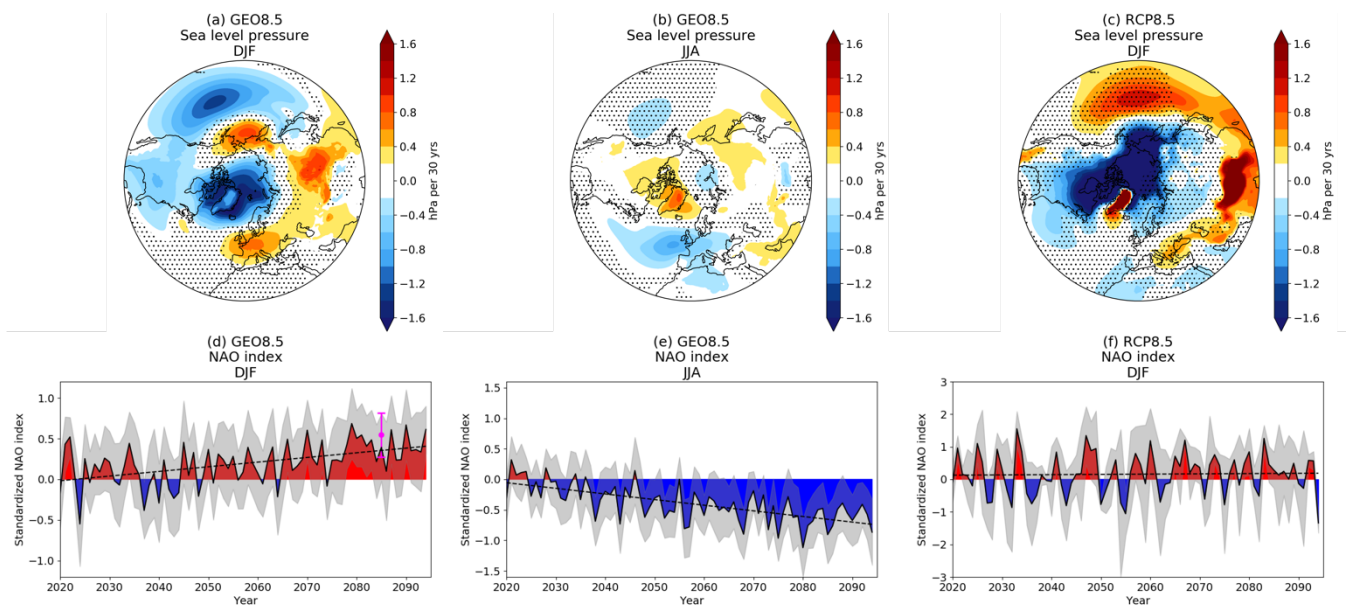 (a) GEO8.5
Sea level pressure
DJF
1.6
1.2
0.8
0.4
0.0
−0.4
−0.8
−1.2
−1.6
hPa per 30 yrs
(b) GEO8.5
Sea level pressure
JJA
1.6
1.2
0.8
0.4
0.0
−0.4
−0.8
−1.2
−1.6
hPa per 30 yrs
(c) RCP8.5
Sea level pressure
DJF
1.6
1.2
0.8
0.4
0.0
−0.4
−0.8
−1.2
−1.6
hPa per 30 yrs
(d) GEO8.5
NAO index
DJF
Standardized NAO index
1.0
0.5
0.0
−0.5
−1.0
2020 2030 2040 2050 2060 2070 2080 2090
Year
(e) GEO8.5
NAO index
JJA
Standardized NAO index
1.5
1.0
0.5
0.0
−0.5
−1.0
−1.5
2020 2030 2040 2050 2060 2070 2080 2090
Year
(f) RCP8.5
NAO index
DJF
Standardized NAO index
3
2
1
0
−1
−2
−3
2020 2030 2040 2050 2060 2070 2080 2090
Year